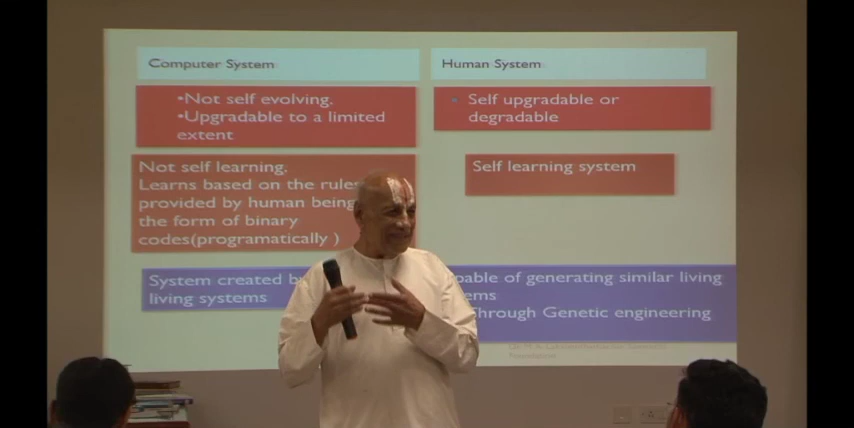 Computer System
Human System
•Not self evolving.
•Upgradable to a limited
extent
• Self upgradable or
degradable
Not self learning.
Learns based on the rule
provided by human being
the form of binary
codes(programatically )
Self learning system
System created b
living systems
pable of generating similar living
ems
Through Genetic engineering